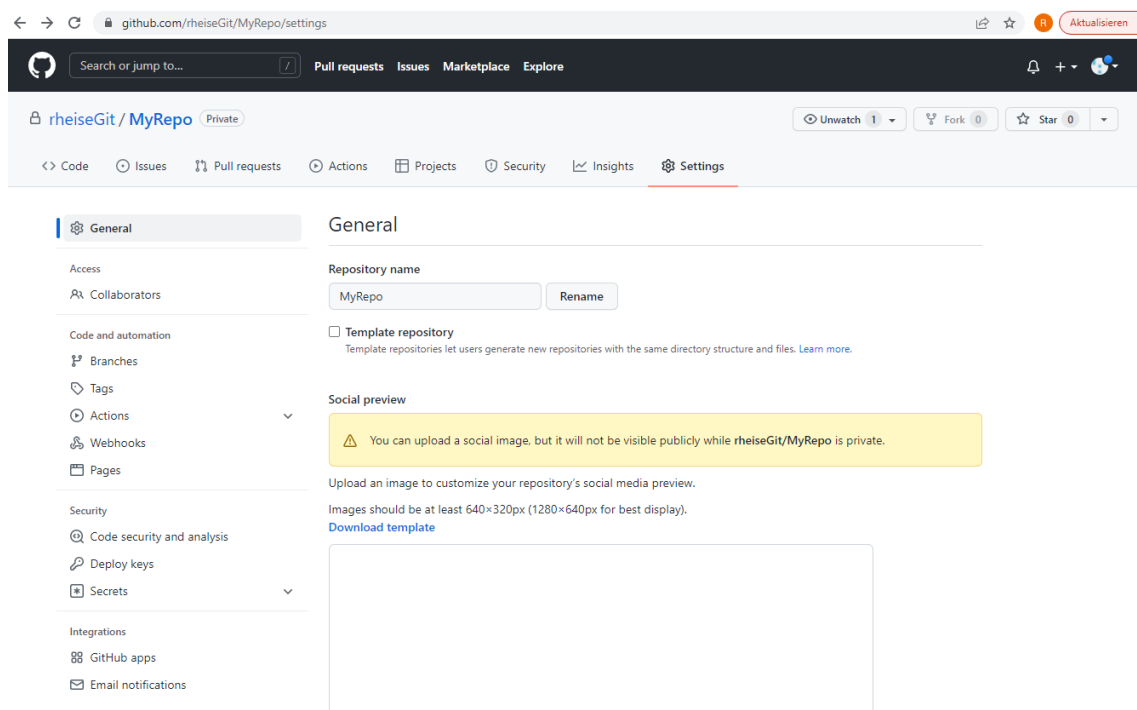 github.com/rheiseGit/MyRepo/settings
R
Aktualisieren
Search or jump to...
/
Pull requests Issues Marketplace Explore
rheiseGit / MyRepo Private
Unwatch 1
Fork 0
Star 0
Code Issues Pull requests Actions Projects Security Insights Settings
General
Access
Collaborators
Code and automation
Branches
Tags
Actions
Webhooks
Pages
Security
Code security and analysis
Deploy keys
Secrets
Integrations
GitHub apps
Email notifications
General
Repository name
MyRepo
Rename
Template repository
Template repositories let users generate new repositories with the same directory structure and files. Learn more.
Social preview
You can upload a social image, but it will not be visible publicly while rheiseGit/MyRepo is private.
Upload an image to customize your repository's social media preview.
Images should be at least 640×320px (1280×640px for best display).
Download template